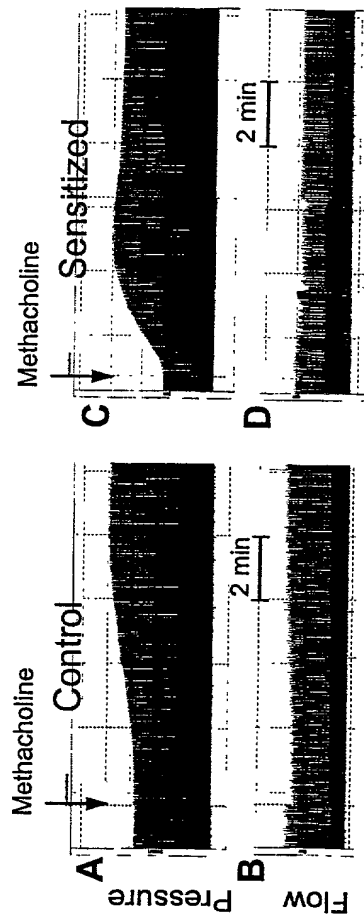 Methacholine
A
Control
Pressure
B
2 min
Flow
Methacholine
C
Sensitized
D
2 min